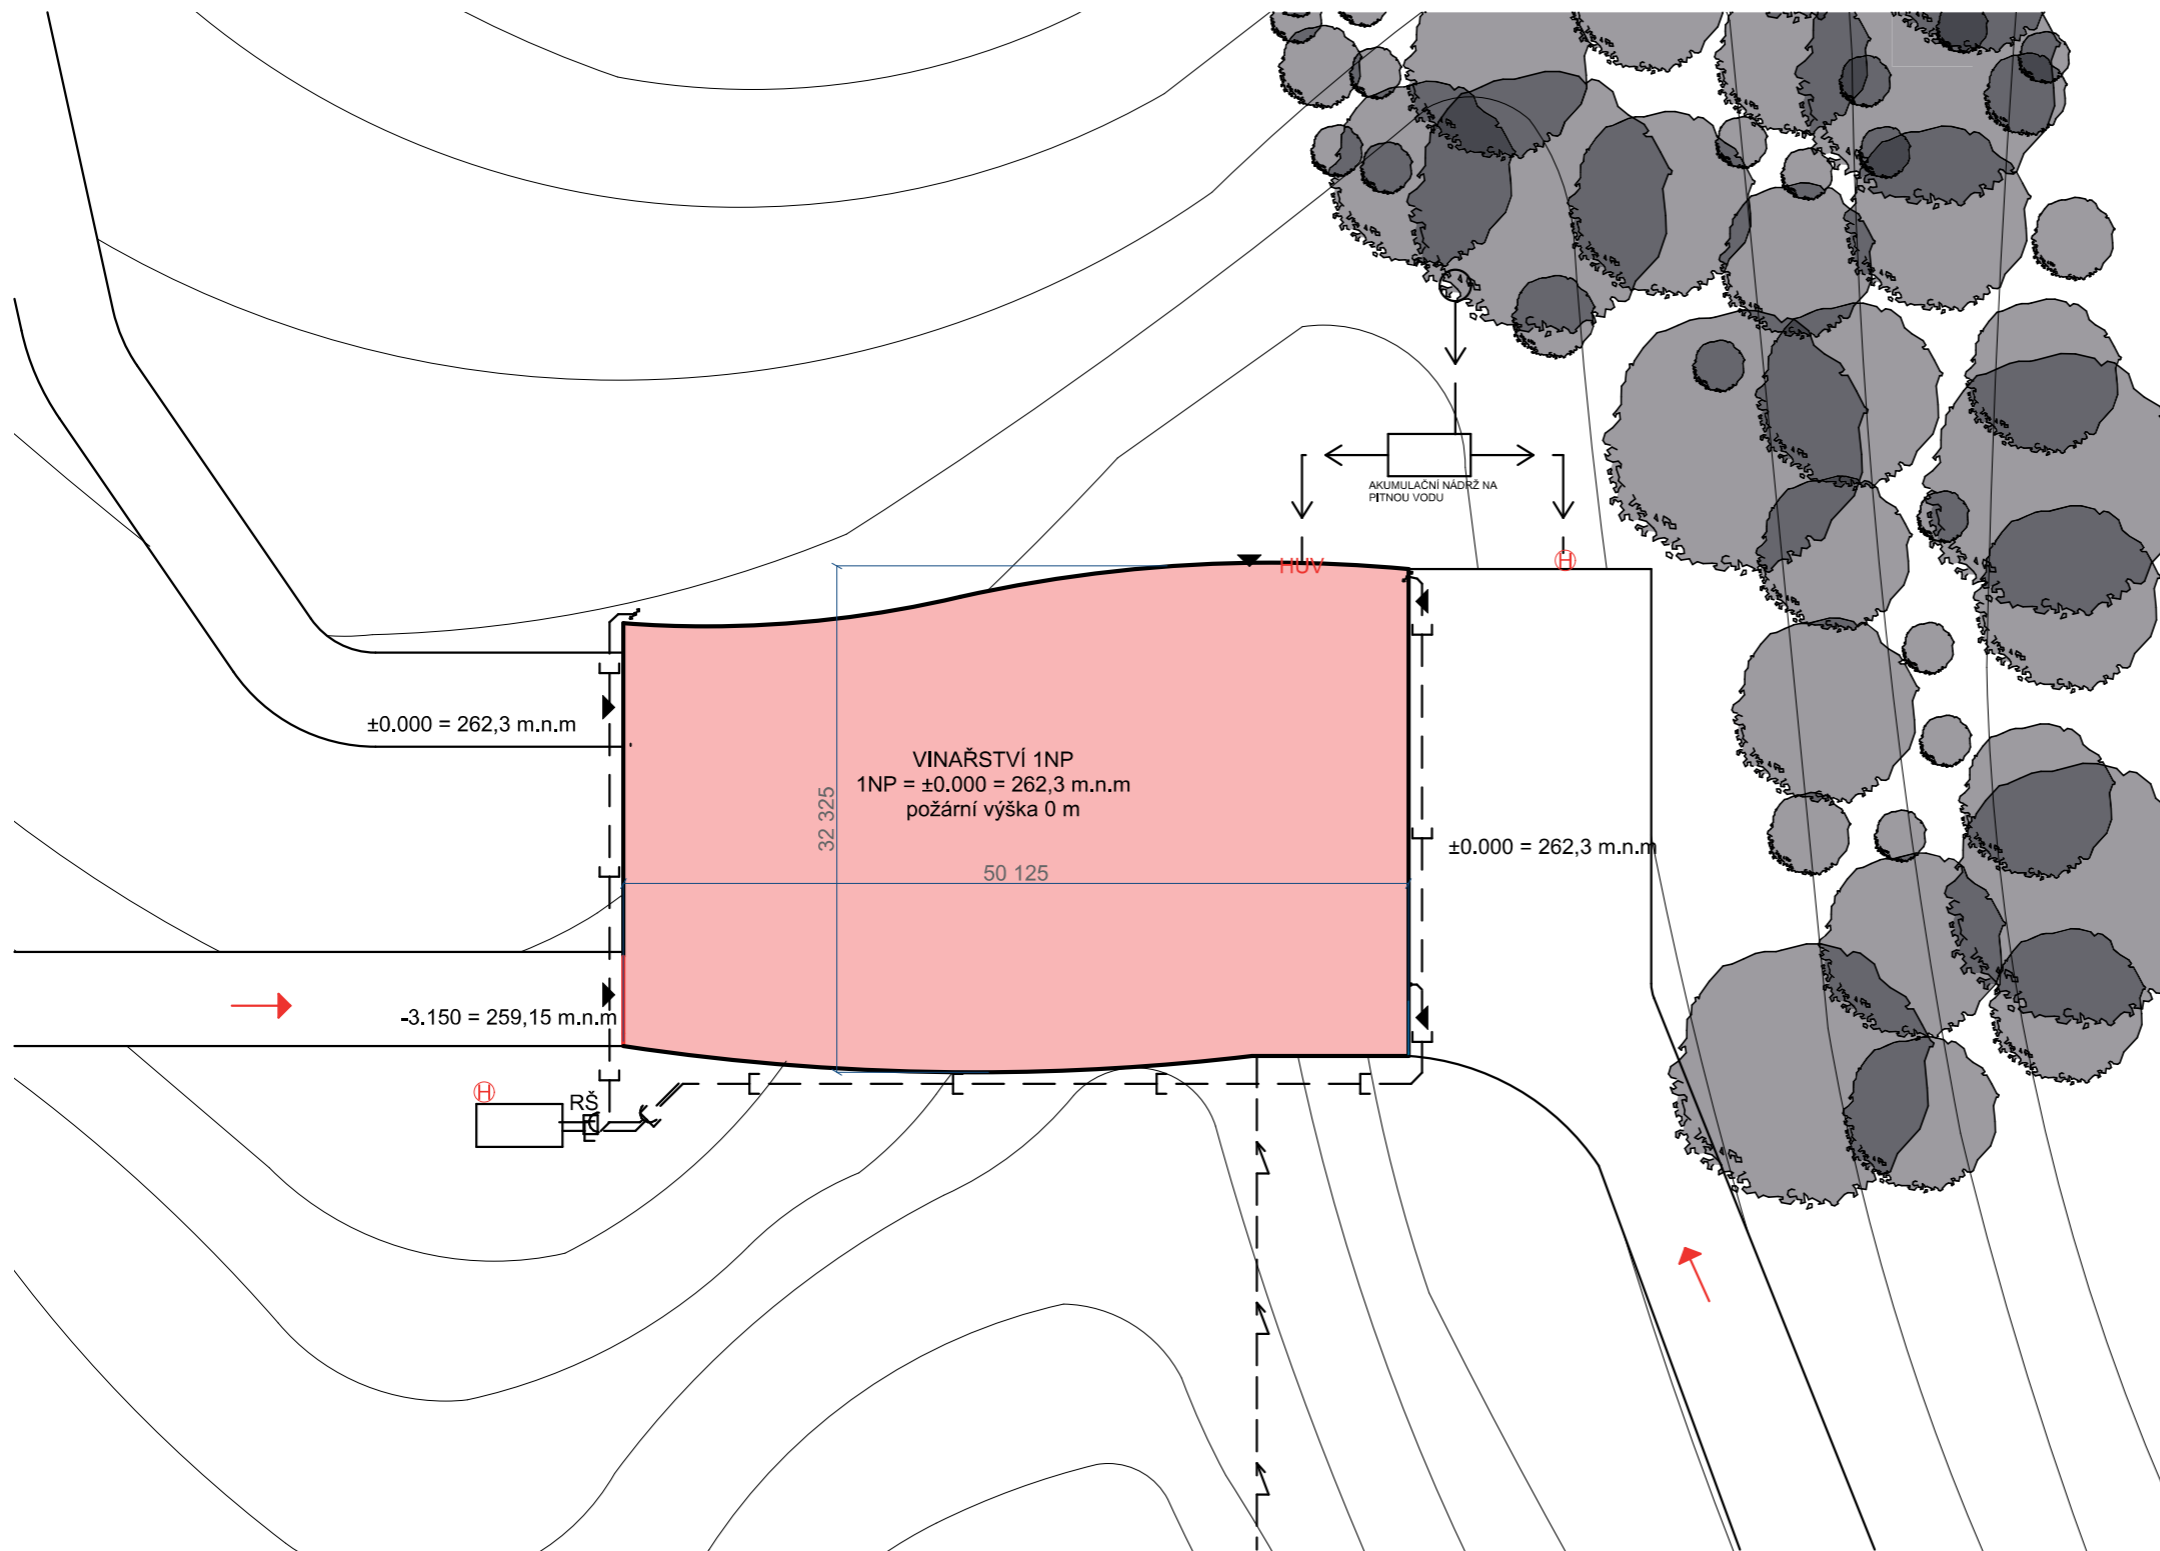 AKUMULAČNÍ NÁDRŽ NA
PITNOU VODU
HUV
H
±0.000 = 262,3 m.n.m
VINAŘSTVÍ 1NP
1NP = ±0.000 = 262,3 m.n.m
požární výška 0 m
32 325
50 125
±0.000 = 262,3 m.n.m
-3.150 = 259,15 m.n.m
H
RŠ